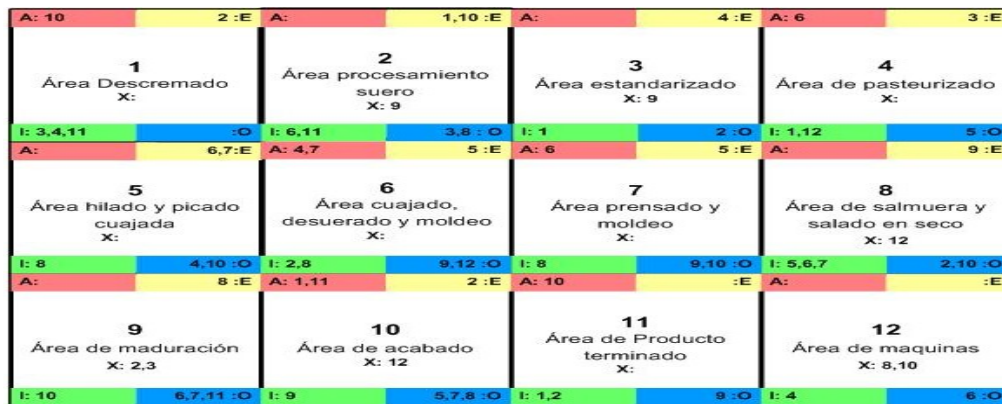 A: 10 2 :E A: 1,10 :E A: 4 :E A: 6 3 :E
1 2 3 4
Área Descremado Área procesamiento suero Área estandarizado Área de pasteurizado
X: X: 9 X: 9 X:
I: 3,4,11 :O I: 6,11 3,8 : O I: 1 2 :O I: 1,12 5 :O
A: 6,7:E A: 4,7 5 :E A: 6 5 :E A: 9 :E
5 6 7 8
Área hilado y picado cuajada Área cuajado, desuerado y moldeo Área prensado y moldeo Área de salmuera y salado en seco
X: X: X: X: 12
I: 8 4,10 :O I: 2,8 9,12 :O I: 8 9,10 :O I: 5,6,7 2,10 :O
A: 8 :E A: 1,11 2 :E A: 10 :E A: :E
9 10 11 12
Área de maduración Área de acabado Área de Producto terminado Área de maquinas
X: 2,3 X: 12 X: X: 8,10
I: 10 6,7,11 :O I: 9 5,7,8 :O I: 1,2 9 :O I: 4 6 :O